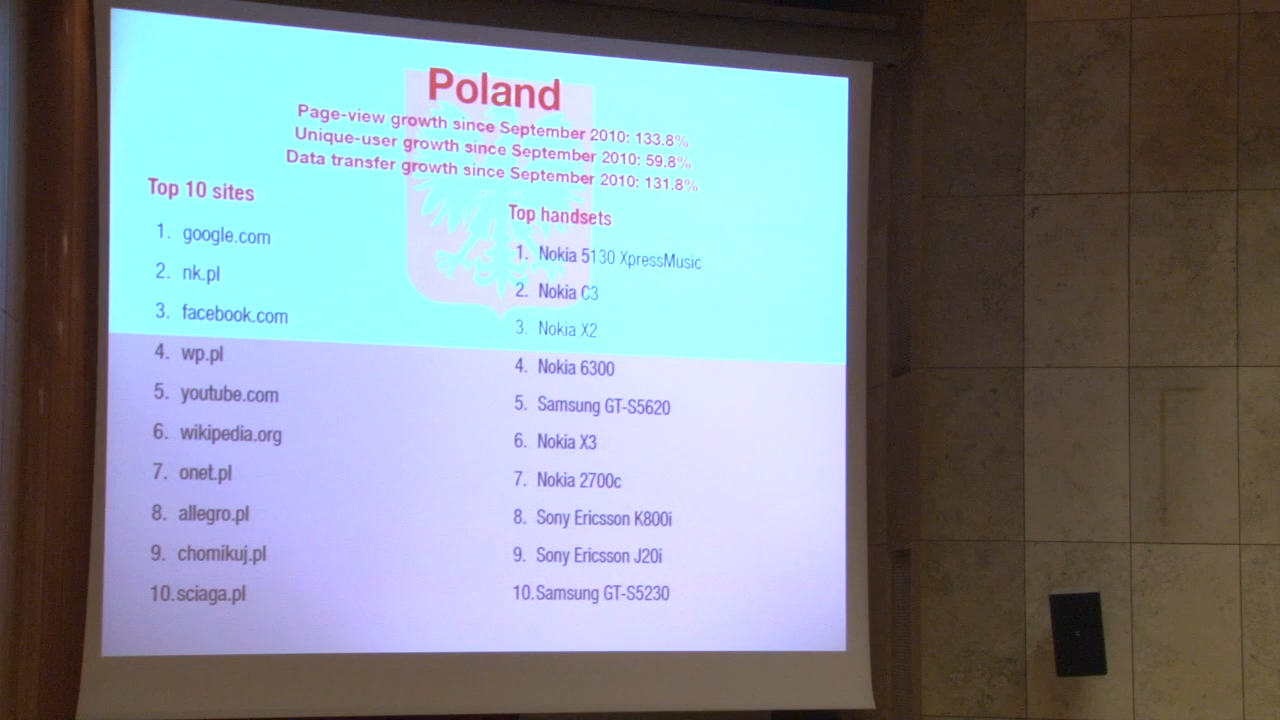 Poland
Page-view growth since September 2010: 133.8%
Unique-user growth since September 2010: 59.8%
Data transfer growth since September 2010: 131.8%
Top 10 sites
1. google.com
2. nk.pl
3. facebook.com
4. wp.pl
5. youtube.com
6. wikipedia.org
7. onet.pl
8. allegro.pl
9. chomikuj.pl
10. sciaga.pl
Top handsets
1. Nokia 5130 XpressMusic
2. Nokia C3
3. Nokia X2
4. Nokia 6300
5. Samsung GT-S5620
6. Nokia X3
7. Nokia 2700c
8. Sony Ericsson K800i
9. Sony Ericsson J20i
10. Samsung GT-S5230